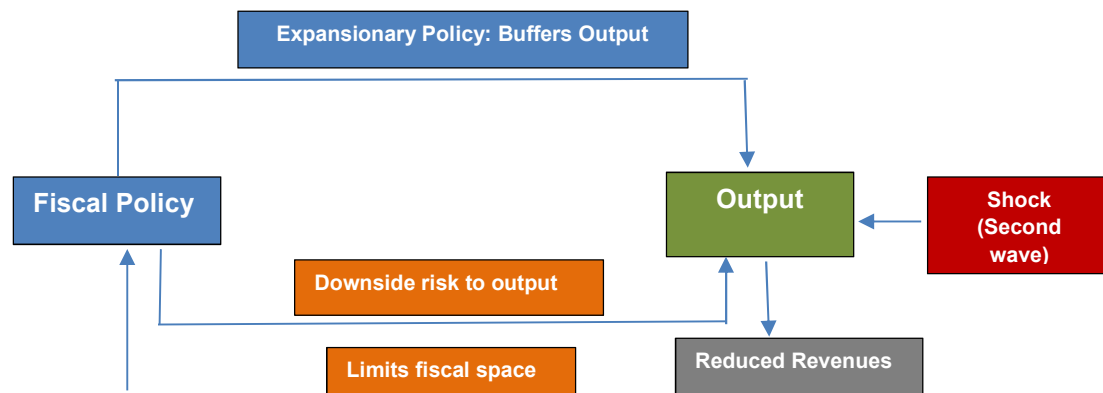 Expansionary Policy: Buffers Output
Fiscal Policy
Output
Shock
(Second
wave)
Downside risk to output
Limits fiscal space
Reduced Revenues